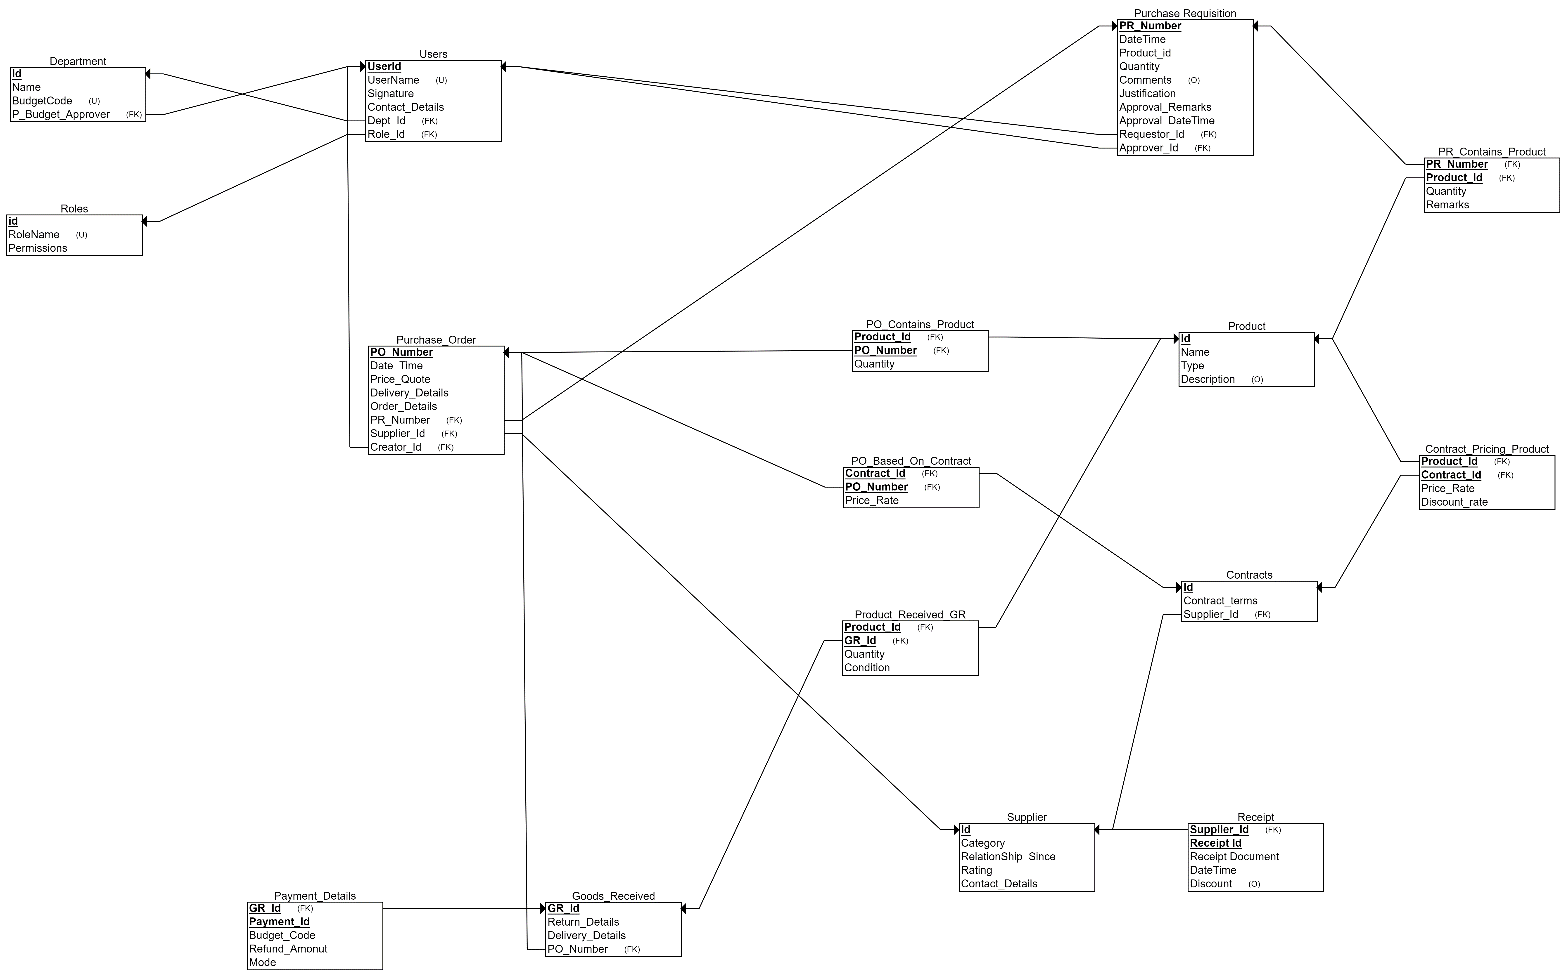 Purchase Requisition
PR_Number
DateTime
Product_id
Quantity
Comments (O)
Justification
Approval_Remarks
Approval_DateTime
Requestor_Id (FK)
Approver_Id (FK)
Users
UserId
UserName (U)
Signature
Contact_Details
Dept_Id (FK)
Role_Id (FK)
Department
Id
Name
BudgetCode (U)
P_Budget_Approver (FK)
PR_Contains_Product
PR_Number (FK)
Product_Id (FK)
Quantity
Remarks
Roles
id
RoleName (U)
Permissions
PO_Contains_Product
Product_Id (FK)
PO_Number (FK)
Quantity
Product
Id
Name
Type
Description (O)
Purchase_Order
PO_Number
Date_Time
Price_Quote
Delivery_Details
Order_Details
PR_Number (FK)
Supplier_Id (FK)
Creator_Id (FK)
Contract_Pricing_Product
Product_Id (FK)
Contract_Id (FK)
Price_Rate
Discount_rate
PO_Based_On_Contract
Contract_Id (FK)
PO_Number (FK)
Price_Rate
Contracts
Id
Contract_terms
Supplier_Id (FK)
Product_Received_GR
Product_Id (FK)
GR_Id (FK)
Quantity
Condition
Supplier
Id
Category
RelationShip_Since
Rating
Contact_Details
Receipt
Supplier_Id (FK)
Receipt Id
Receipt Document
DateTime
Discount (O)
Payment_Details
GR_Id (FK)
Payment_Id
Budget_Code
Refund_Amonut
Mode
Goods_Received
GR_Id
Return_Details
Delivery_Details
PO_Number (FK)